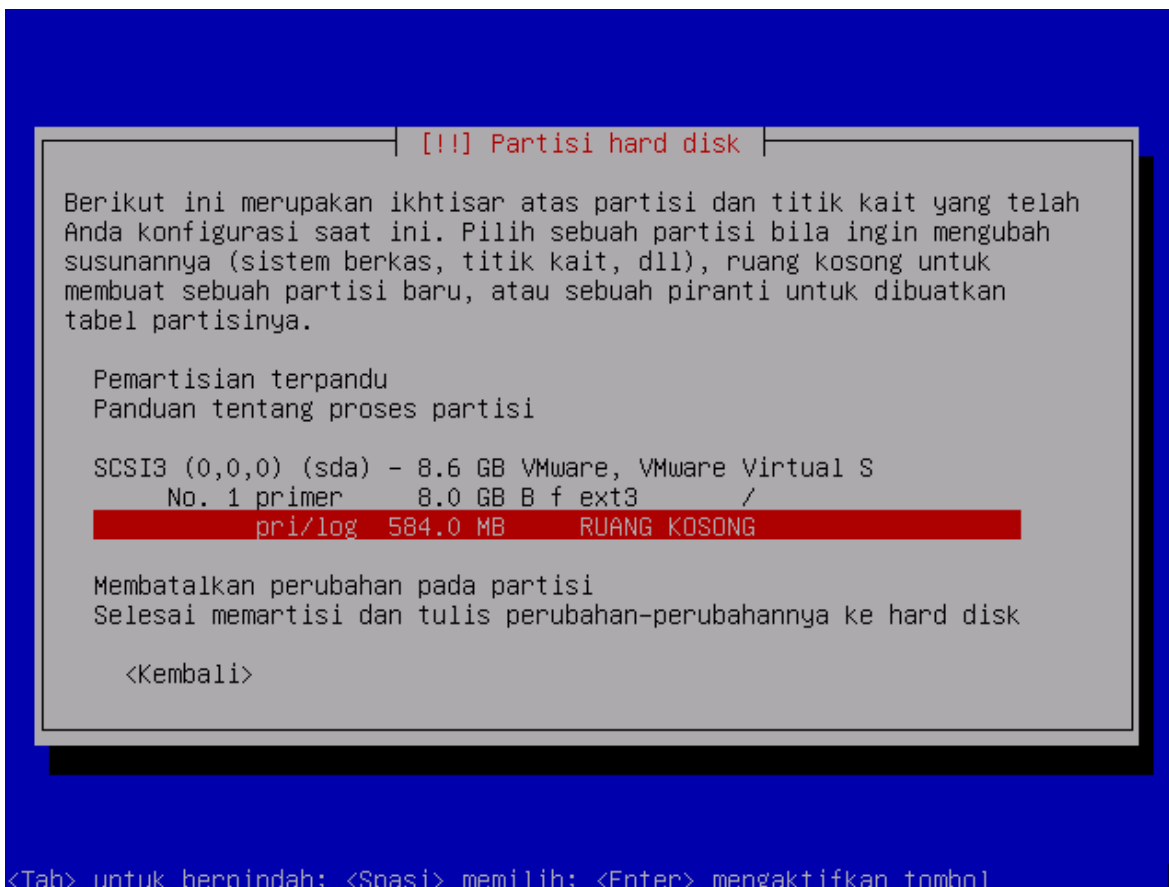 [!!] Partisi hard disk
Berikut ini merupakan ikhtisar atas partisi dan titik kait yang telah
Anda konfigurasi saat ini. Pilih sebuah partisi bila ingin mengubah
susunannya (sistem berkas, titik kait, dll), ruang kosong untuk
membuat sebuah partisi baru, atau sebuah piranti untuk dibuatkan
tabel partisinya.
Pemartisian terpandu
Panduan tentang proses partisi
SCSI3 (0,0,0) (sda) - 8.6 GB VMware, VMware Virtual S
No. 1 primer 8.0 GB B f ext3 /
pri/log 584.0 MB RUANG KOSONG
Membatalkan perubahan pada partisi
Selesai memartisi dan tulis perubahan-perubahannya ke hard disk
<Kembali>
<Tab> untuk berpindah; <Spasi> memilih; <Enter> mengaktifkan tombol